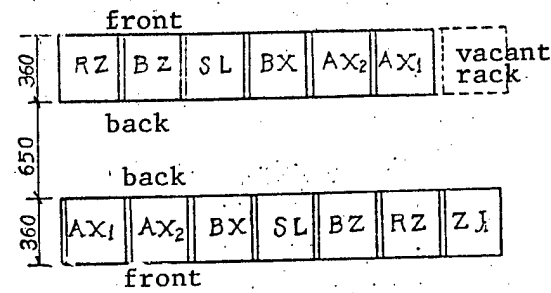 front
360
RZ BZ SL BX AX₂ AX₁
vacant
rack
back
650
back
360
AX₁ AX₂ BX SL BZ RZ ZJ₁
front